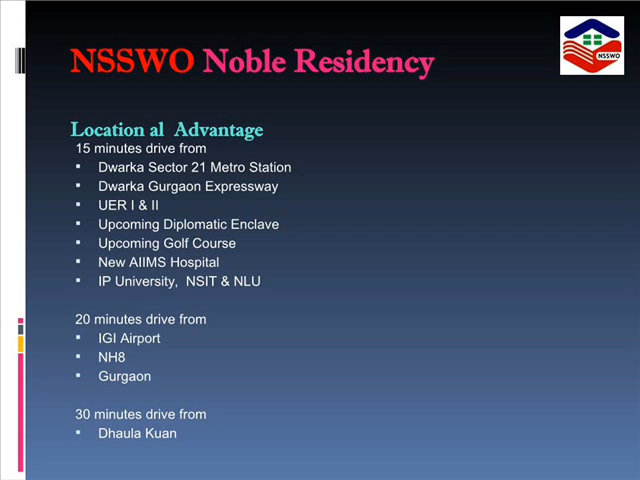 NSSWO Noble Residency
NSSWO
Location al Advantage
15 minutes drive from
▪ Dwarka Sector 21 Metro Station
▪ Dwarka Gurgaon Expressway
▪ UER I & II
▪ Upcoming Diplomatic Enclave
▪ Upcoming Golf Course
▪ New AIIMS Hospital
▪ IP University, NSIT & NLU
20 minutes drive from
▪ IGI Airport
▪ NH8
▪ Gurgaon
30 minutes drive from
▪ Dhaula Kuan